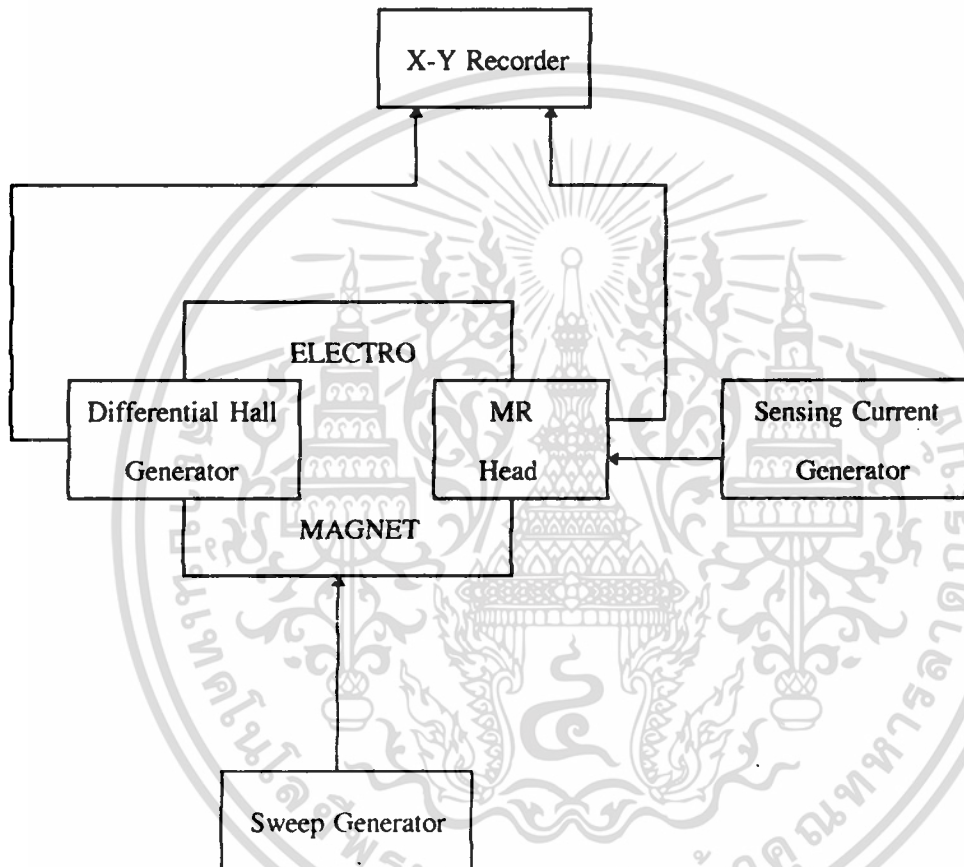 X-Y Recorder
ELECTRO
Differential Hall
Generator
MR
Head
Sensing Current
Generator
MAGNET
Sweep Generator